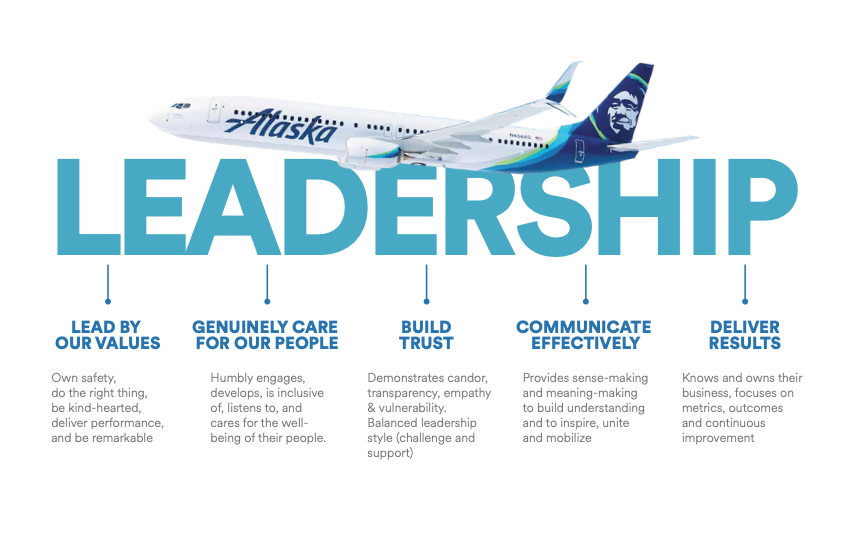 Alaska
LEADERSHIP
LEAD BY
OUR VALUES
Own safety,
do the right thing,
be kind-hearted,
deliver performance,
and be remarkable
GENUINELY CARE
FOR OUR PEOPLE
Humbly engages,
develops, is inclusive
of, listens to, and
cares for the well-
being of their people.
BUILD
TRUST
Demonstrates candor,
transparency, empathy
& vulnerability.
Balanced leadership
style (challenge and
support)
COMMUNICATE
EFFECTIVELY
Provides sense-making
and meaning-making
to build understanding
and to inspire, unite
and mobilize
DELIVER
RESULTS
Knows and owns their
business, focuses on
metrics, outcomes
and continuous
improvement